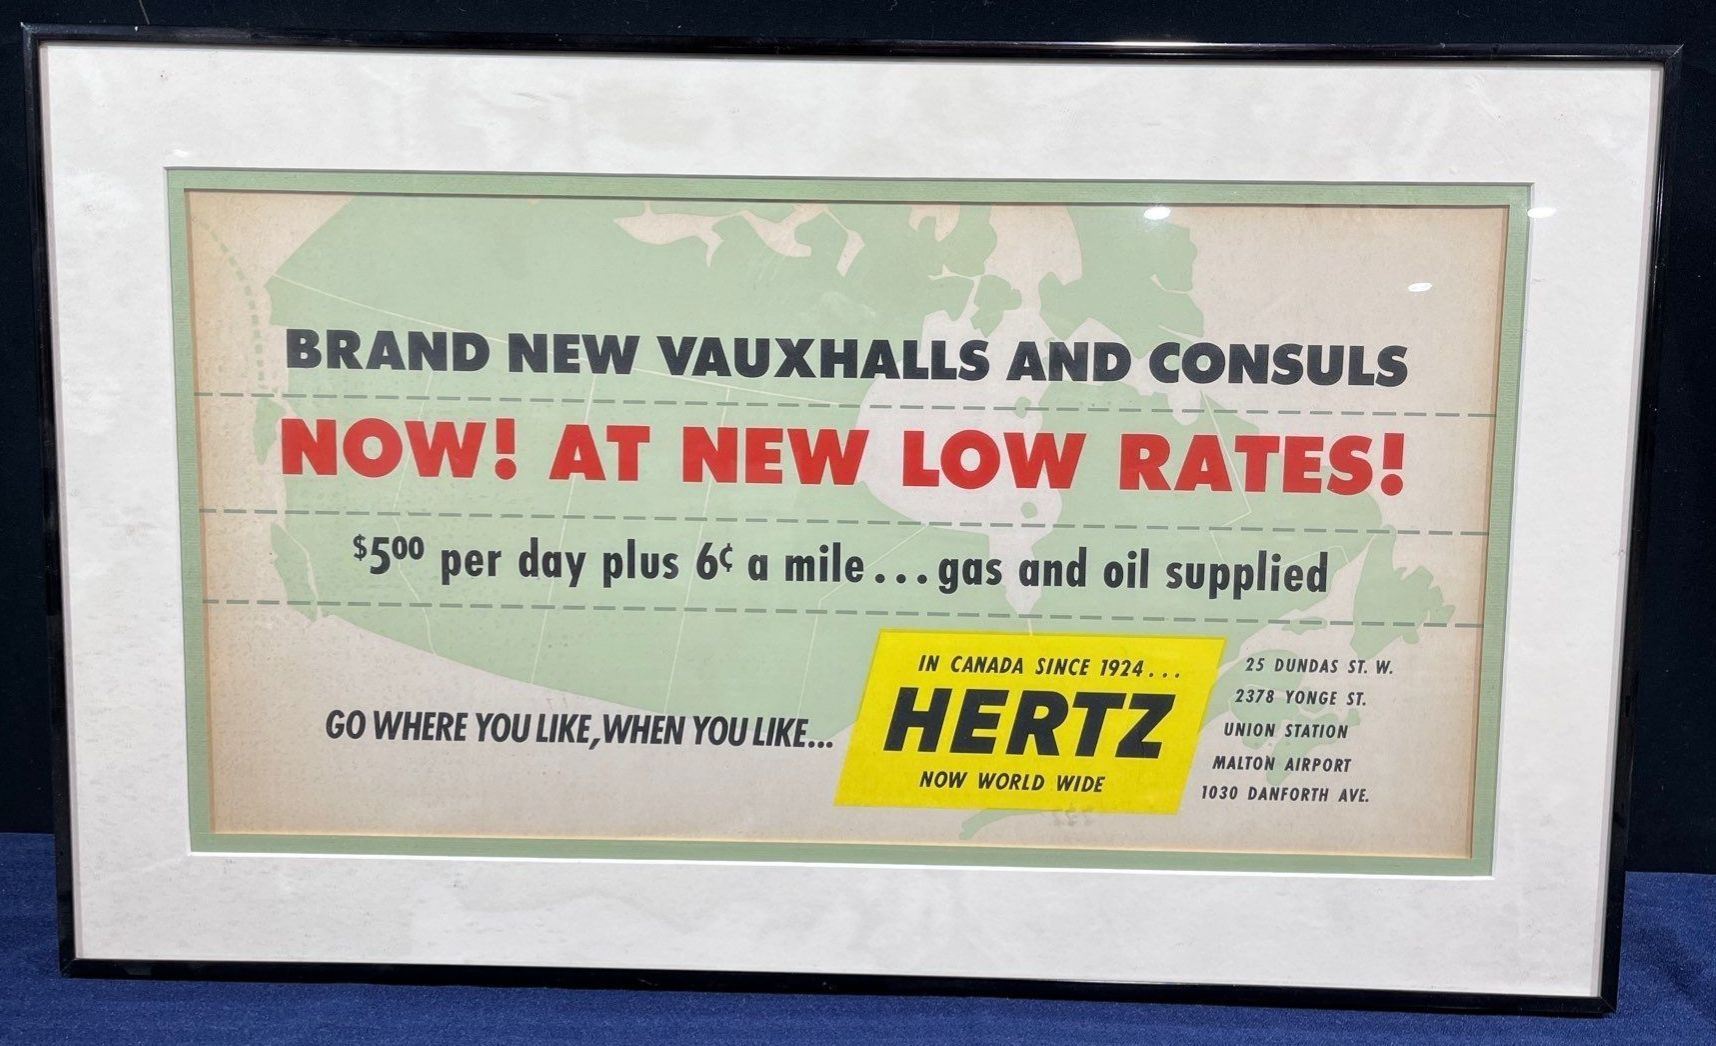 BRAND NEW VAUXHALLS AND CONSULS
NOW! AT NEW LOW RATES!
$5.00 per day plus 6¢ a mile...gas and oil supplied
GO WHERE YOU LIKE, WHEN YOU LIKE...
IN CANADA SINCE 1924...
HERTZ
NOW WORLD WIDE
25 DUNDAS ST. W.
2378 YONGE ST.
UNION STATION
MALTON AIRPORT
1030 DANFORTH AVE.